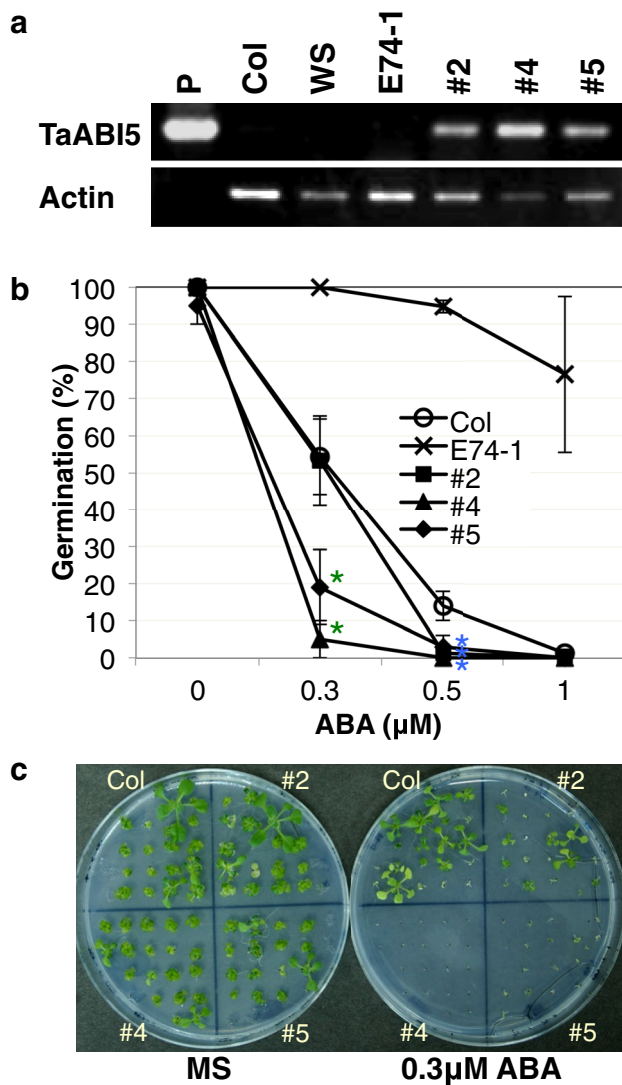 a
P Col WS E74-1 #2 #4 #5
TaABI5
Actin
b
Germination (%)
100
90
80
70
60
50
40
30
20
10
0
Col
E74-1
#2
#4
#5
*
*
*
*
*
0 0.3 0.5 1
ABA (µM)
c
Col #2 Col #2
#4 #5 #4 #5
MS 0.3µM ABA